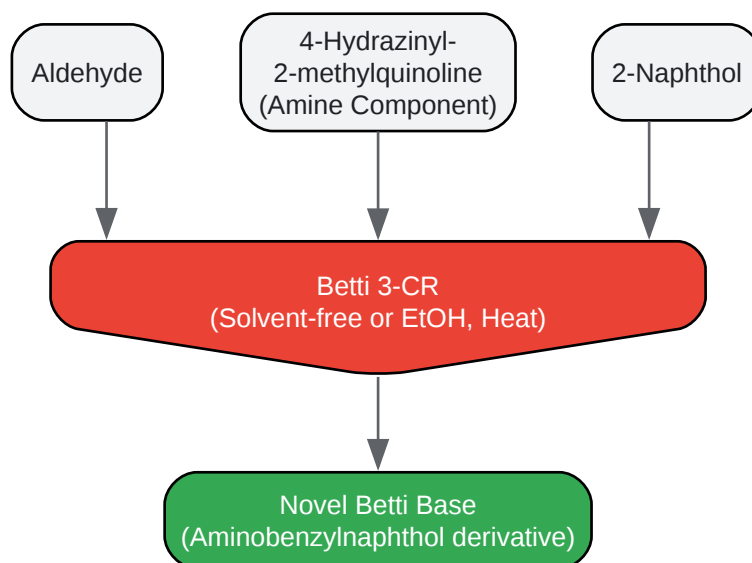 Aldehyde
4-Hydrazinyl-
2-methylquinoline
(Amine Component)
2-Naphthol
Betti 3-CR
(Solvent-free or EtOH, Heat)
Novel Betti Base
(Aminobenzylnaphthol derivative)